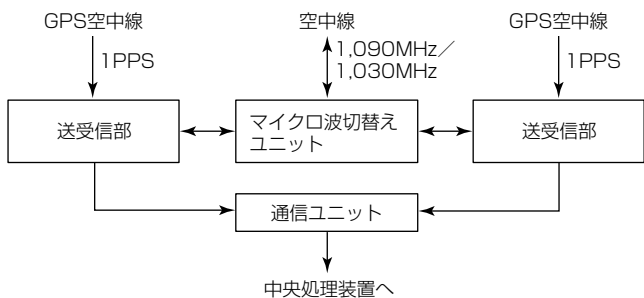 GPS空中線
空中線
GPS空中線
1PPS
1,090MHz／
1,030MHz
1PPS
送受信部
マイクロ波切替え
ユニット
送受信部
通信ユニット
中央処理装置へ